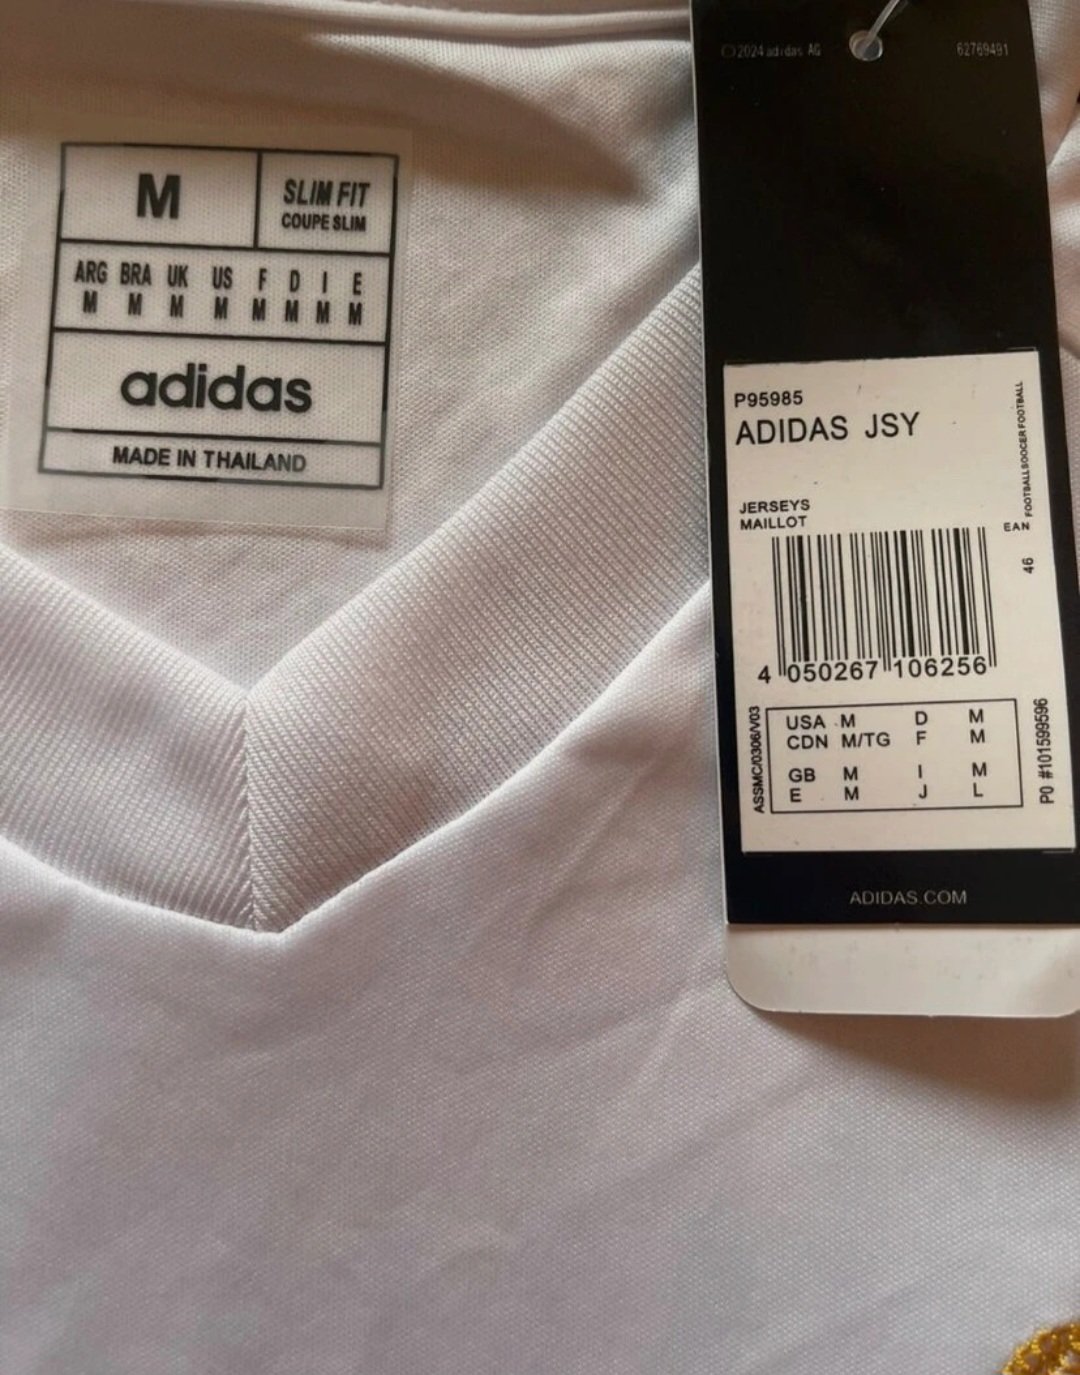 M
SLIM FIT
COUPE SLIM
ARG BRA UK US F D I E
M M M M M M M M
adidas
MADE IN THAILAND
©2024 adidas AG
62769491
P95985
ADIDAS JSY
JERSEYS
MAILLOT
FOOTBALLSOCCER FOOTBALL
EAN
46
4 050267 106256
ASSMC/0306/V03
USA M D M
CDN M/TG F M
GB M I M
E M J L
PO #101599596
ADIDAS.COM